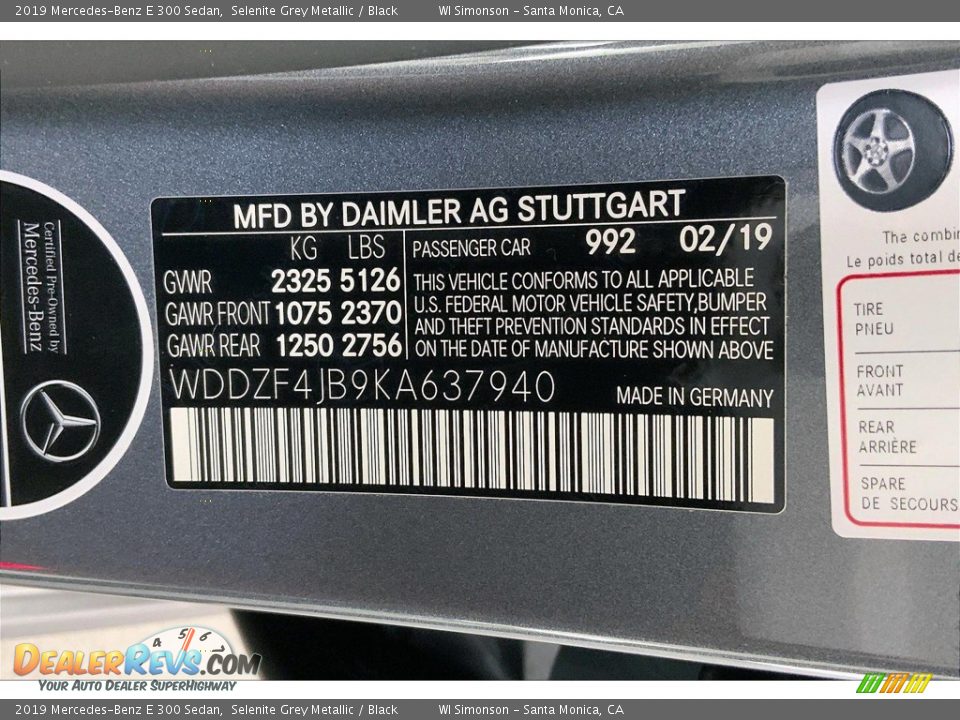 2019 Mercedes-Benz E 300 Sedan,  Selenite Grey Metallic / Black          WI Simonson - Santa Monica, CA
MFD BY DAIMLER AG STUTTGART
KG LBS
GVWR 2325 5126
GAWR FRONT 1075 2370
GAWR REAR 1250 2756
PASSENGER CAR 992 02/19
THIS VEHICLE CONFORMS TO ALL APPLICABLE
U.S. FEDERAL MOTOR VEHICLE SAFETY,BUMPER
AND THEFT PREVENTION STANDARDS IN EFFECT
ON THE DATE OF MANUFACTURE SHOWN ABOVE
WDDZF4JB9KA637940 MADE IN GERMANY
Certified Pre-Owned by
Mercedes-Benz
The
Le poids total
TIRE
PNEU
FRONT
AVANT
REAR
ARRIÈRE
SPARE
DE SECOURS
4 5 6
DEALERREVS.COM
YOUR AUTO DEALER SUPERHIGHWAY
2019 Mercedes-Benz E 300 Sedan,  Selenite Grey Metallic / Black          WI Simonson - Santa Monica, CA